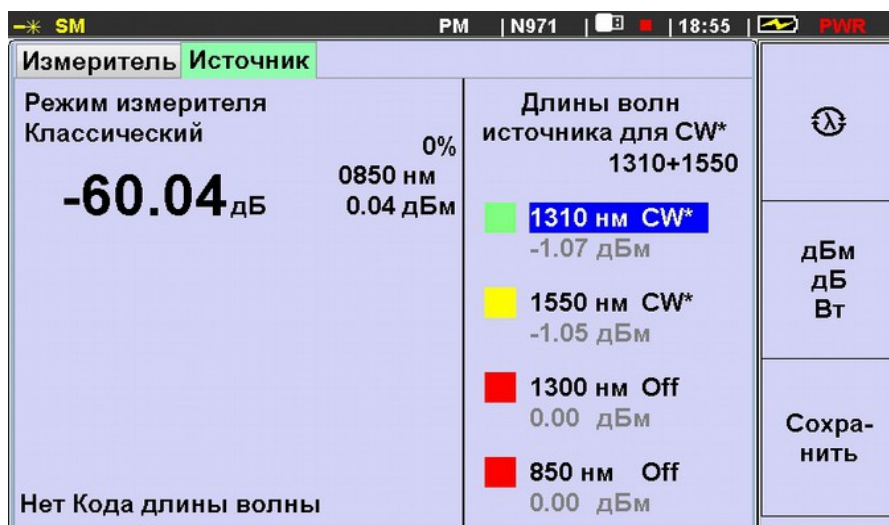 SM PM | N971 | | 18:55 | PWR
Измеритель Источник
Режим измерителя
Классический
0%
-60.04 дБ
0850 нм
0.04 дБм
Нет Кода длины волны
Длины волн
источника для CW*
1310+1550
1310 нм CW*
-1.07 дБм
1550 нм CW*
-1.05 дБм
1300 нм Off
0.00 дБм
850 нм Off
0.00 дБм
λ
дБм
дБ
Вт
Сохра-
нить